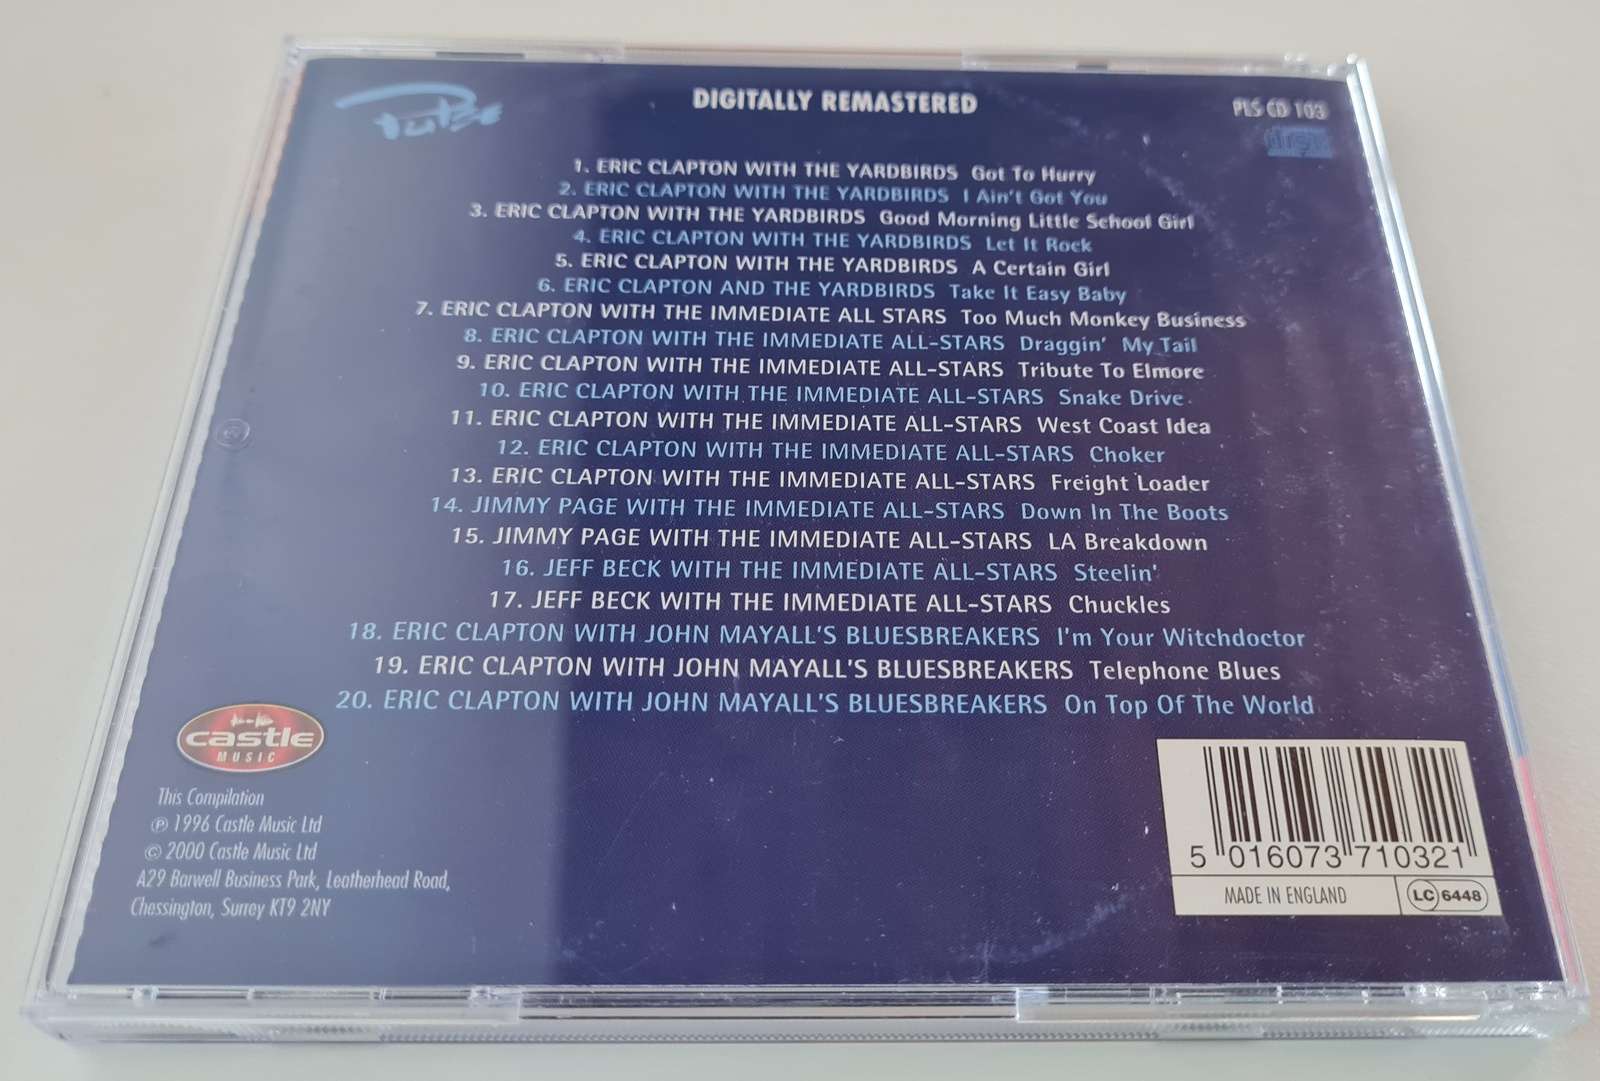 Pulse
DIGITALLY REMASTERED
PLS CD 103
disc
1. ERIC CLAPTON WITH THE YARDBIRDS Got To Hurry
2. ERIC CLAPTON WITH THE YARDBIRDS I Ain't Got You
3. ERIC CLAPTON WITH THE YARDBIRDS Good Morning Little School Girl
4. ERIC CLAPTON WITH THE YARDBIRDS Let It Rock
5. ERIC CLAPTON WITH THE YARDBIRDS A Certain Girl
6. ERIC CLAPTON AND THE YARDBIRDS Take It Easy Baby
7. ERIC CLAPTON WITH THE IMMEDIATE ALL STARS Too Much Monkey Business
8. ERIC CLAPTON WITH THE IMMEDIATE ALL-STARS Draggin' My Tail
9. ERIC CLAPTON WITH THE IMMEDIATE ALL-STARS Tribute To Elmore
10. ERIC CLAPTON WITH THE IMMEDIATE ALL-STARS Snake Drive
11. ERIC CLAPTON WITH THE IMMEDIATE ALL-STARS West Coast Idea
12. ERIC CLAPTON WITH THE IMMEDIATE ALL-STARS Choker
13. ERIC CLAPTON WITH THE IMMEDIATE ALL-STARS Freight Loader
14. JIMMY PAGE WITH THE IMMEDIATE ALL-STARS Down In The Boots
15. JIMMY PAGE WITH THE IMMEDIATE ALL-STARS LA Breakdown
16. JEFF BECK WITH THE IMMEDIATE ALL-STARS Steelin'
17. JEFF BECK WITH THE IMMEDIATE ALL-STARS Chuckles
18. ERIC CLAPTON WITH JOHN MAYALL'S BLUESBREAKERS I'm Your Witchdoctor
19. ERIC CLAPTON WITH JOHN MAYALL'S BLUESBREAKERS Telephone Blues
20. ERIC CLAPTON WITH JOHN MAYALL'S BLUESBREAKERS On Top Of The World
castle
MUSIC
This Compilation
℗ 1996 Castle Music Ltd
© 2000 Castle Music Ltd
A29 Barwell Business Park, Leatherhead Road,
Chessington, Surrey KT9 2NY
5 016073 710321
MADE IN ENGLAND
LC 6448